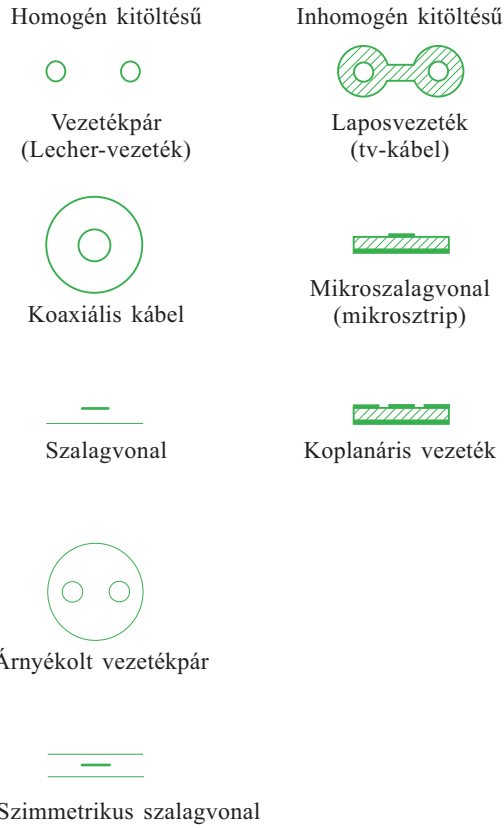 Homogén kitöltésű
Inhomogén kitöltésű
Vezetékpár
(Lecher-vezeték)
Laposvezeték
(tv-kábel)
Koaxiális kábel
Mikroszalagvonal
(mikrosztrip)
Szalagvonal
Koplanáris vezeték
Árnyékolt vezetékpár
Szimmetrikus szalagvonal